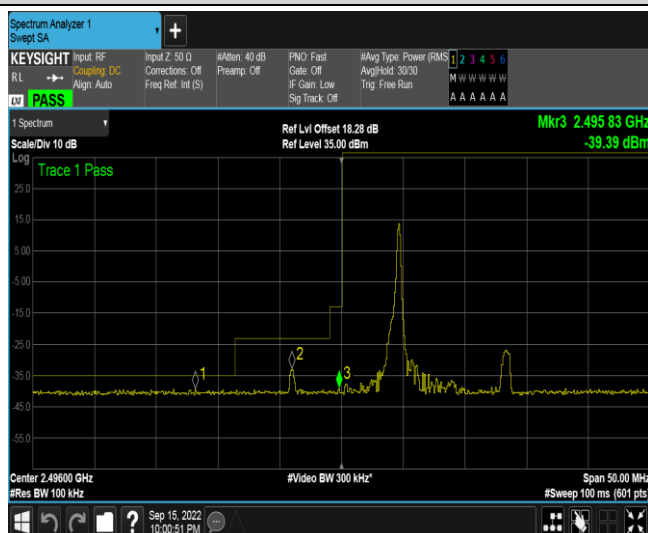 Spectrum Analyzer 1
Swept SA
+
KEYSIGHT
RL
LXI PASS
Input: RF
Coupling: DC
Align: Auto
Input Z: 50 Ω
Corrections: Off
Freq Ref: Int (S)
#Atten: 40 dB
Preamp: Off
PNO: Fast
Gate: Off
IF Gain: Low
Sig Track: Off
#Avg Type: Power (RMS
Avg|Hold: 30/30
Trig: Free Run
1 2 3 4 5 6
M W W W W W
A A A A A A
1 Spectrum
Scale/Div 10 dB
Ref Lvl Offset 18.28 dB
Ref Level 35.00 dBm
Mkr3 2.495 83 GHz
-39.39 dBm
Log
Trace 1 Pass
25.0
15.0
5.00
-5.00
-15.0
-25.0
-35.0
-45.0
-55.0
1
2
3
Center 2.49600 GHz
#Res BW 100 kHz
#Video BW 300 kHz*
Span 50.00 MHz
#Sweep 100 ms (601 pts)
?
Sep 15, 2022
10:00:51 PM